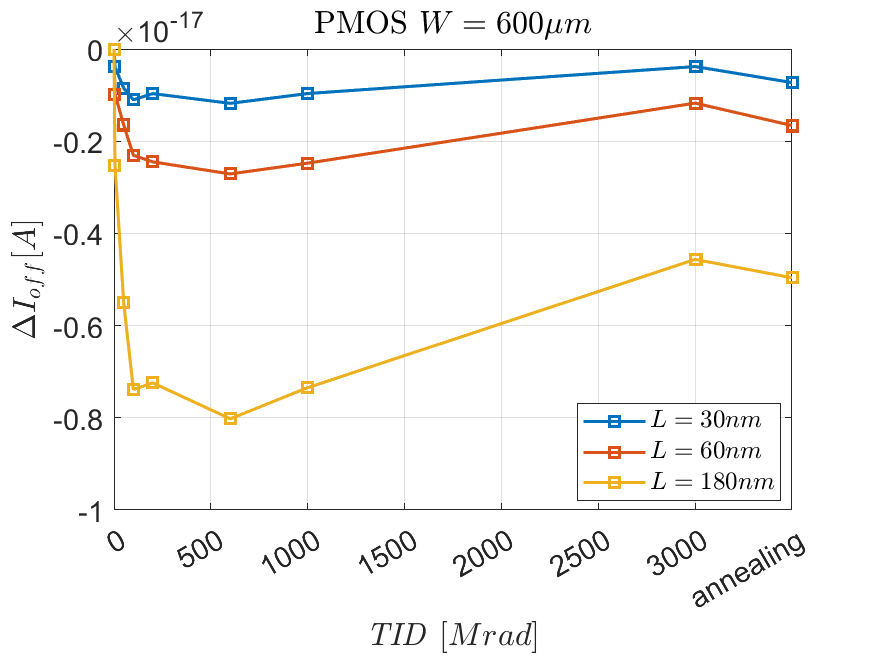 ×10⁻¹⁷
PMOS W = 600μm
0
-0.2
-0.4
-0.6
-0.8
-1
ΔI_off[A]
L = 30nm
L = 60nm
L = 180nm
0 500 1000 1500 2000 2500 3000 annealing
TID [Mrad]